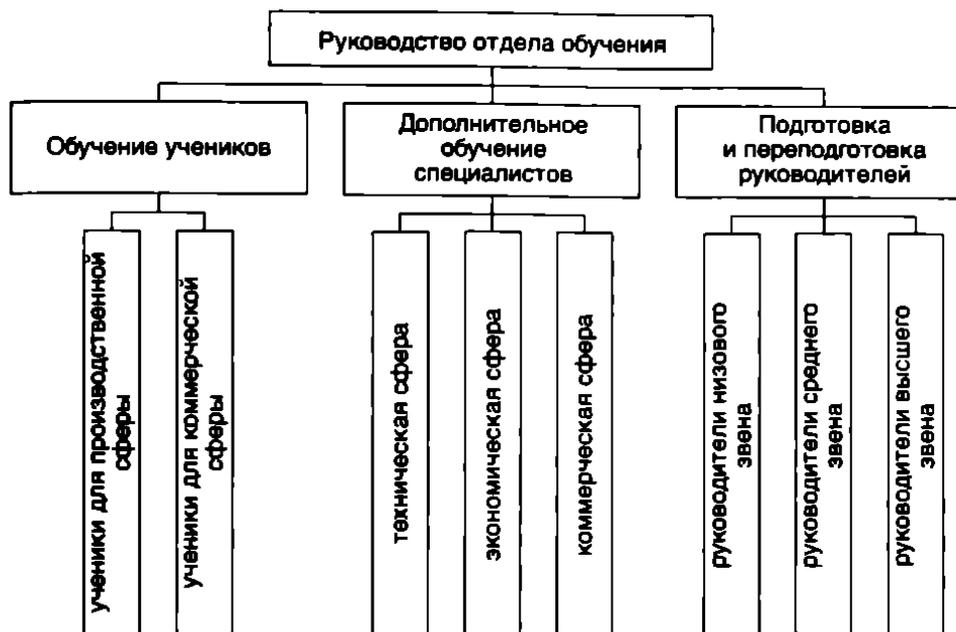 Руководство отдела обучения
Обучение учеников
Дополнительное
обучение
специалистов
Подготовка
и переподготовка
руководителей
ученики для производственной
сферы
ученики для коммерческой
сферы
техническая сфера
экономическая сфера
коммерческая сфера
руководители низового
звена
руководители среднего
звена
руководители высшего
звена